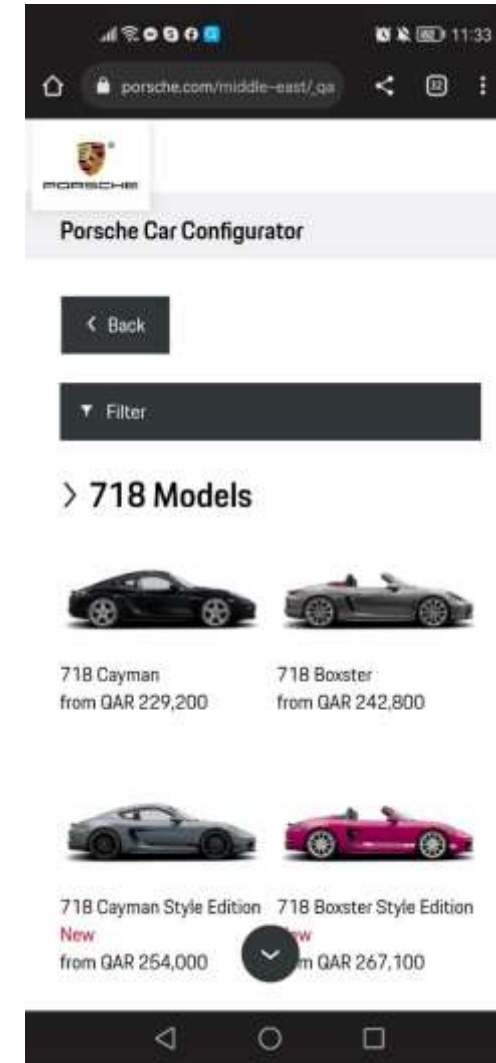 11:33
porsche.com/middle-east/_qa
32
PORSCHE
Porsche Car Configurator
Back
Filter
718 Models
718 Cayman
from QAR 229,200
718 Boxster
from QAR 242,800
718 Cayman Style Edition
New
from QAR 254,000
718 Boxster Style Edition
QAR 267,100